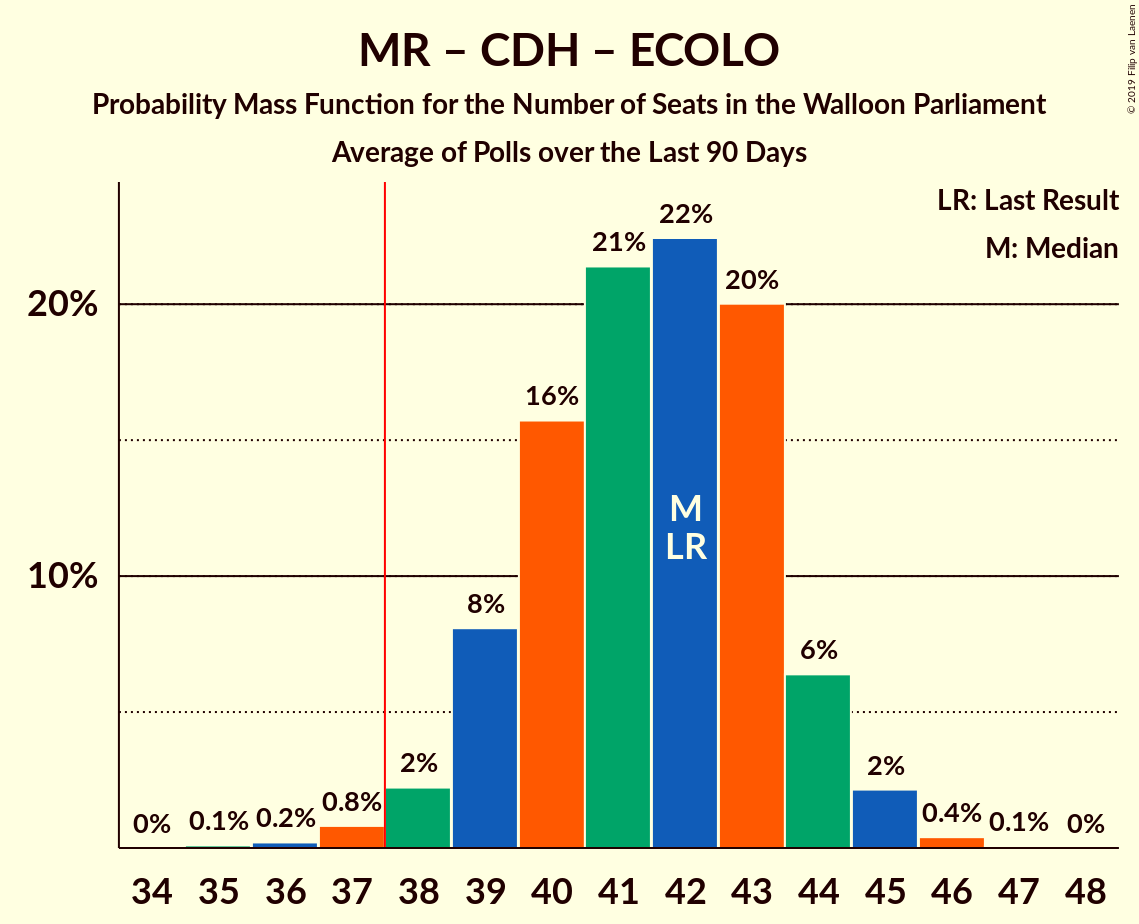 MR – CDH – ECOLO
Probability Mass Function for the Number of Seats in the Walloon Parliament
Average of Polls over the Last 90 Days
© 2019 Filip van Laenen
LR: Last Result
M: Median
20%
10%
0%
0.1%
0.2%
0.8%
2%
8%
16%
21%
22%
20%
6%
2%
0.4%
0.1%
0%
M
LR
34 35 36 37 38 39 40 41 42 43 44 45 46 47 48